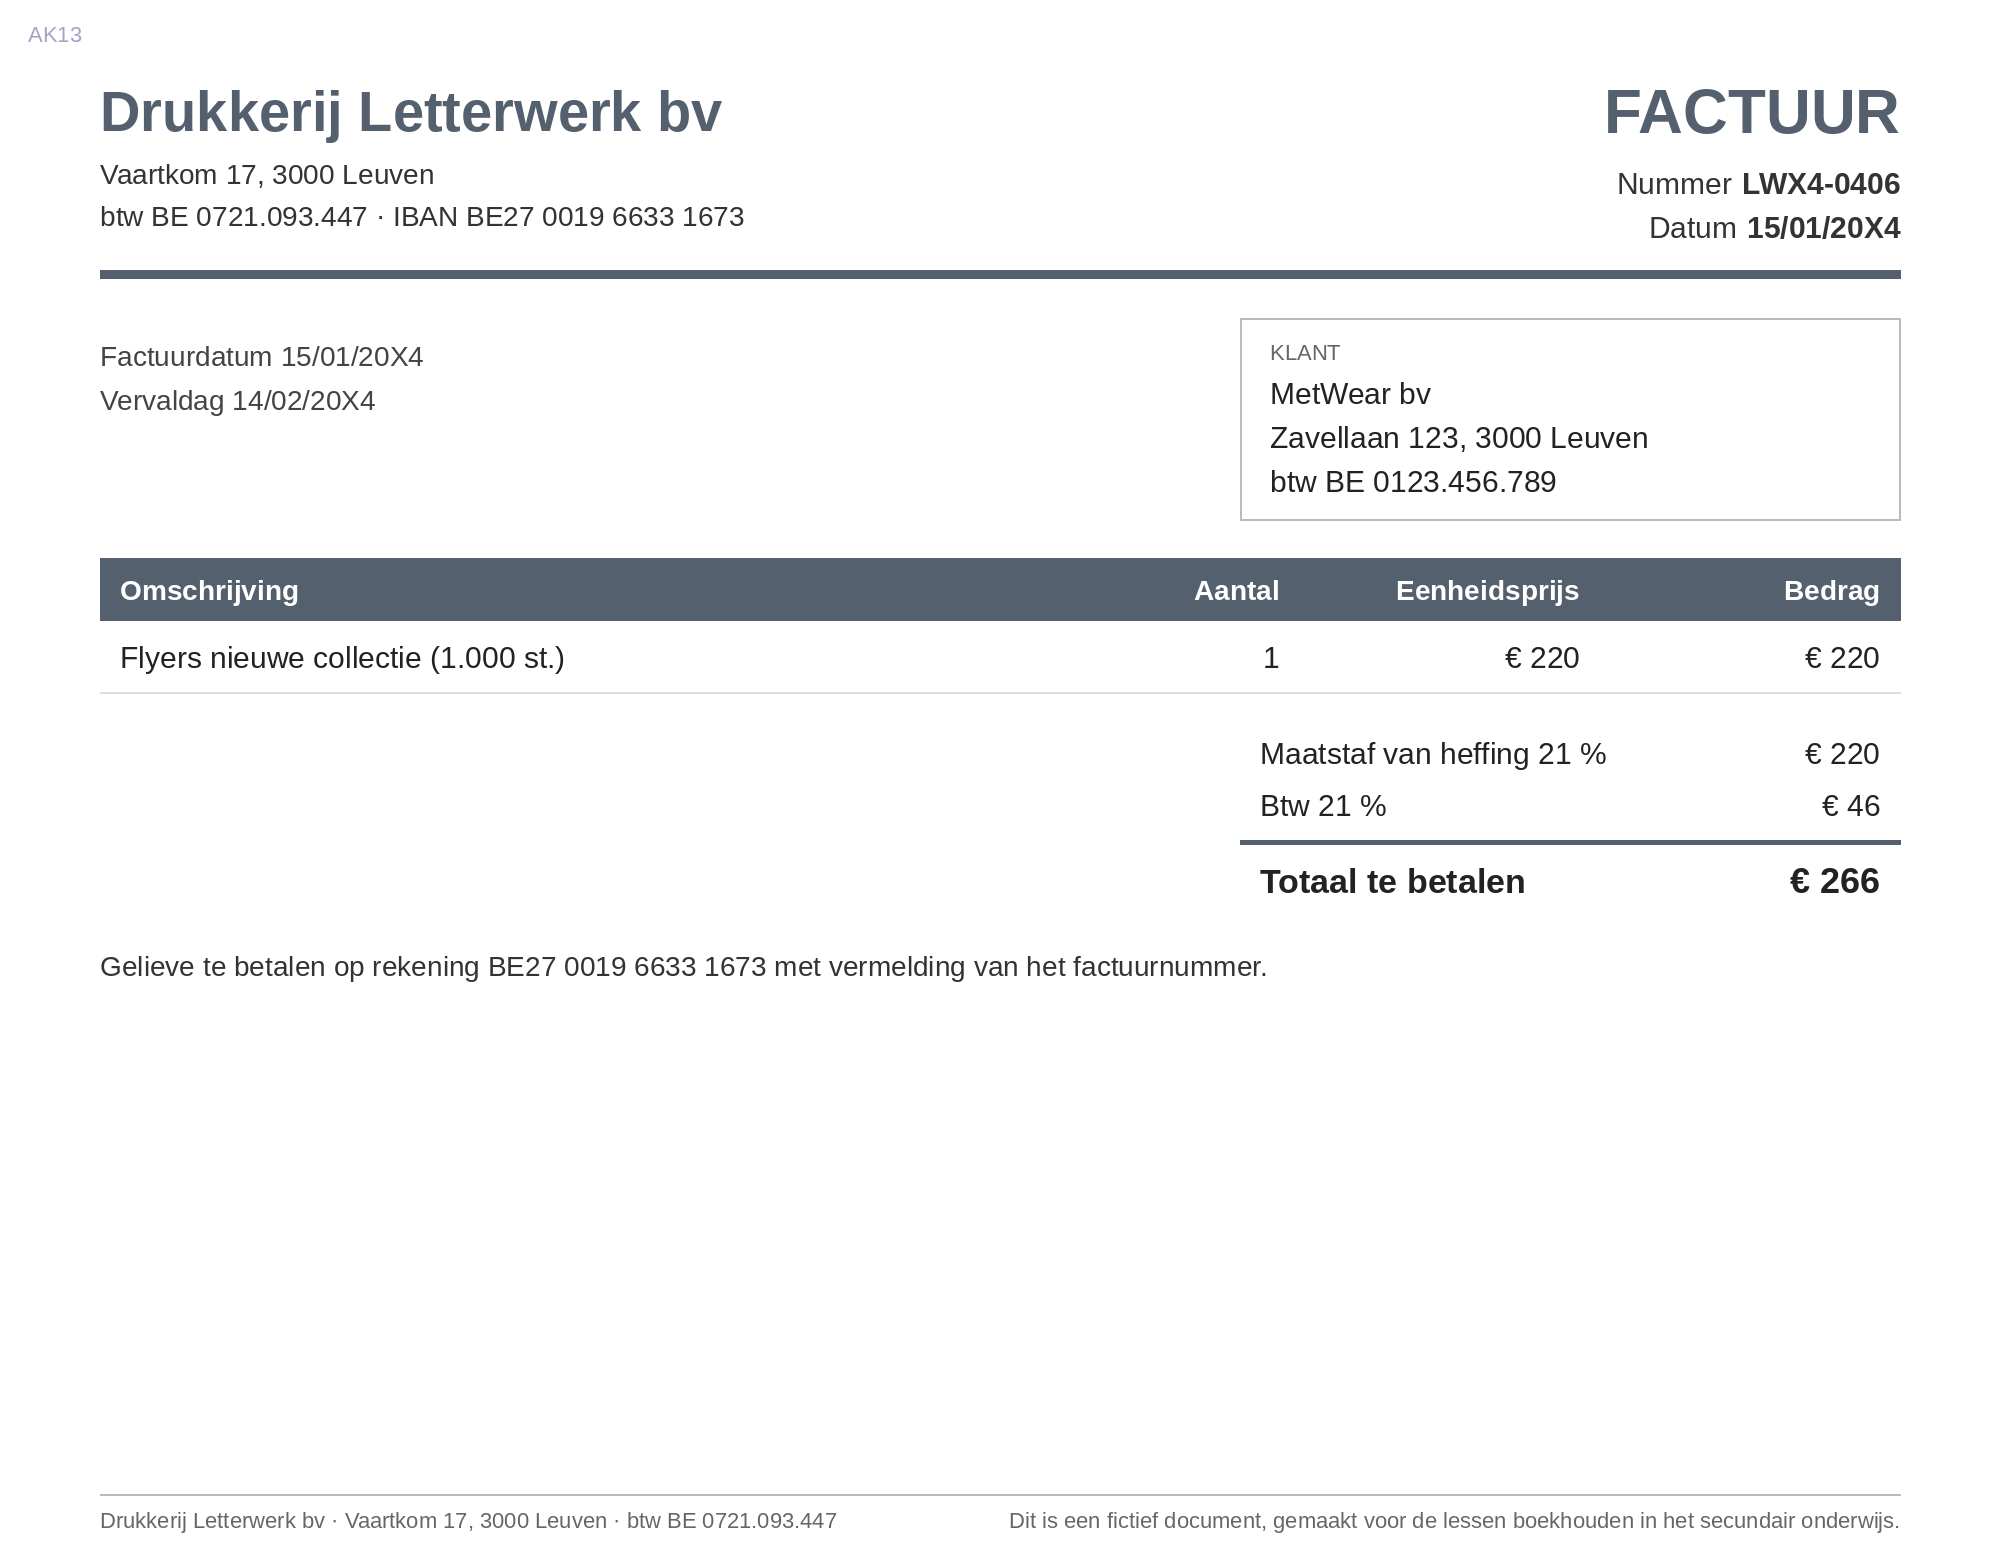 AK13
Drukkerij Letterwerk bv
FACTUUR
Vaartkom 17, 3000 Leuven
btw BE 0721.093.447 · IBAN BE27 0019 6633 1673
Nummer LWX4-0406
Datum 15/01/20X4
Factuurdatum 15/01/20X4
Vervaldag 14/02/20X4
KLANT
MetWear bv
Zavellaan 123, 3000 Leuven
btw BE 0123.456.789
Omschrijving Aantal Eenheidsprijs Bedrag
Flyers nieuwe collectie (1.000 st.) 1 € 220 € 220
Maatstaf van heffing 21 % € 220
Btw 21 % € 46
Totaal te betalen € 266
Gelieve te betalen op rekening BE27 0019 6633 1673 met vermelding van het factuurnummer.
Drukkerij Letterwerk bv · Vaartkom 17, 3000 Leuven · btw BE 0721.093.447
Dit is een fictief document, gemaakt voor de lessen boekhouden in het secundair onderwijs.